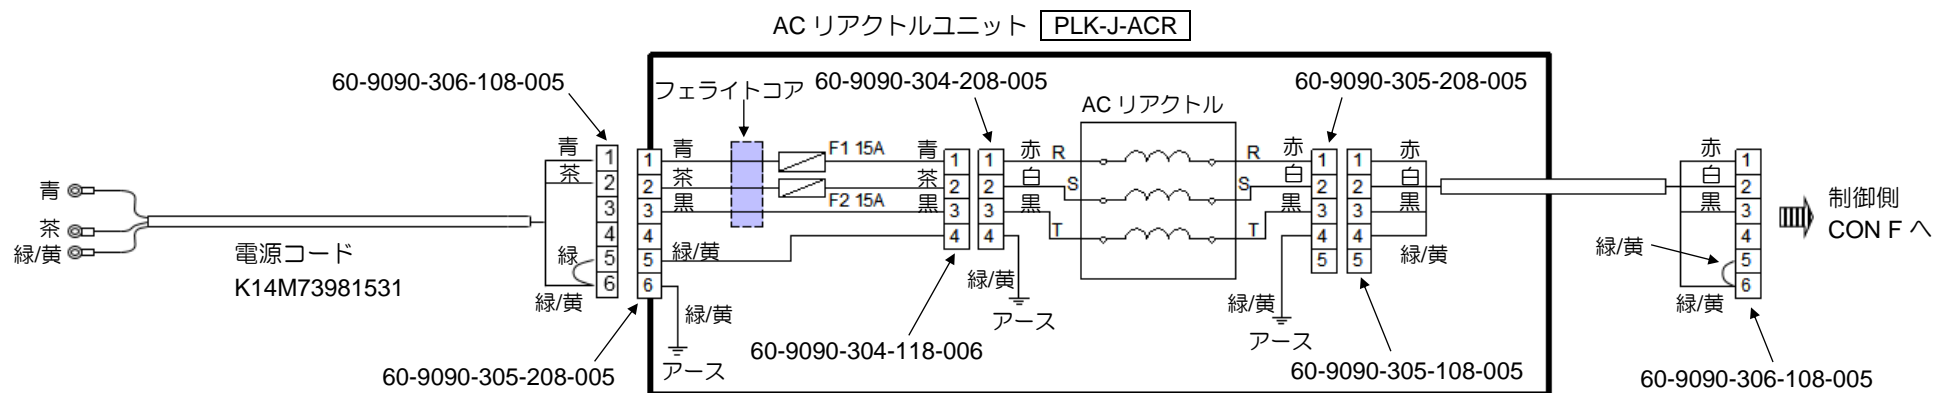 AC リアクトルユニット PLK-J-ACR
60-9090-306-108-005
フェライトコア
60-9090-304-208-005
60-9090-305-208-005
AC リアクトル
青
茶
緑/黄
電源コード
K14M73981531
青
茶
緑
緑/黄
1
2
3
4
5
6
1
2
3
4
5
6
青
茶
黒
緑/黄
緑/黄
アース
F1 15A
F2 15A
青
茶
黒
1
2
3
4
1
2
3
4
赤
白
黒
緑/黄
アース
R
S
T
R
S
T
赤
白
黒
緑/黄
アース
1
2
3
4
5
1
2
3
4
5
赤
白
黒
緑/黄
赤
白
黒
緑/黄
緑/黄
1
2
3
4
5
6
制御側
CON F へ
60-9090-305-208-005
60-9090-304-118-006
60-9090-305-108-005
60-9090-306-108-005